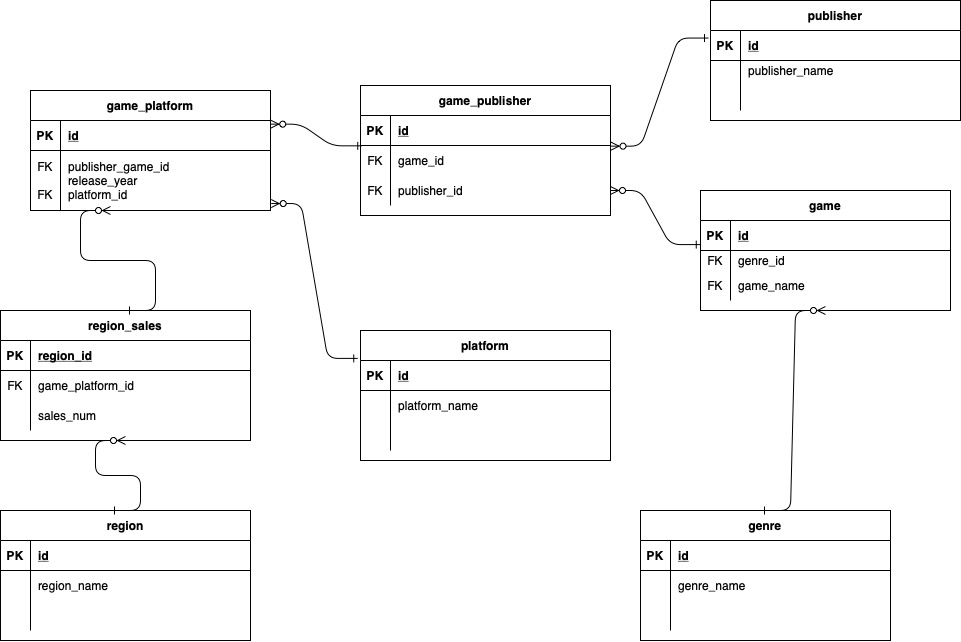 publisher
PK id
publisher_name
game_platform
PK id
FK publisher_game_id
release_year
FK platform_id
game_publisher
PK id
FK game_id
FK publisher_id
game
PK id
FK genre_id
FK game_name
region_sales
PK region_id
FK game_platform_id
sales_num
platform
PK id
platform_name
region
PK id
region_name
genre
PK id
genre_name